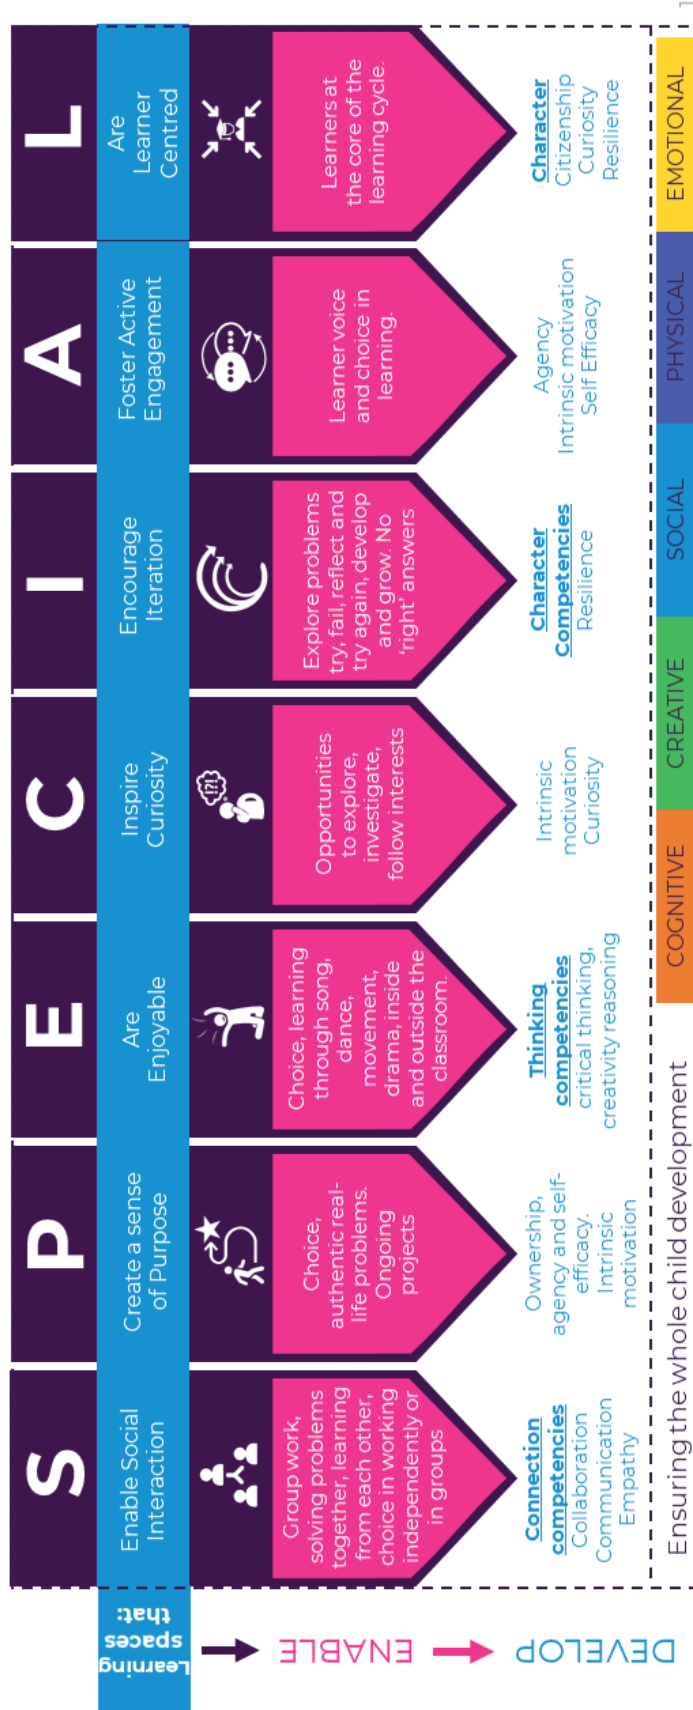 S
P
E
C
I
A
L
Learning
spaces
that:
Enable Social
Interaction
Create a sense
of Purpose
Are
Enjoyable
Inspire
Curiosity
Encourage
Iteration
Foster Active
Engagement
Are
Learner
Centred
ENABLE
Group work,
solving problems
together, learning
from each other,
choice in working
independently or
in groups
Choice,
authentic real-
life problems.
Ongoing
projects
Choice, learning
through song,
dance,
movement,
drama, inside
and outside the
classroom.
Opportunities
to explore,
investigate,
follow interests
Explore problems
try, fail, reflect and
try again, develop
and grow. No
‘right’ answers
Learner voice
and choice in
learning.
Learners at
the core of the
learning cycle.
DEVELOP
Connection
competencies
Collaboration
Communication
Empathy
Ownership,
agency and self-
efficacy.
Intrinsic
motivation
Thinking
competencies
critical thinking,
creativity reasoning
Intrinsic
motivation
Curiosity
Character
Competencies
Resilience
Agency
Intrinsic motivation
Self Efficacy
Character
Citizenship
Curiosity
Resilience
Ensuring the whole child development
COGNITIVE
CREATIVE
SOCIAL
PHYSICAL
EMOTIONAL
?!?!